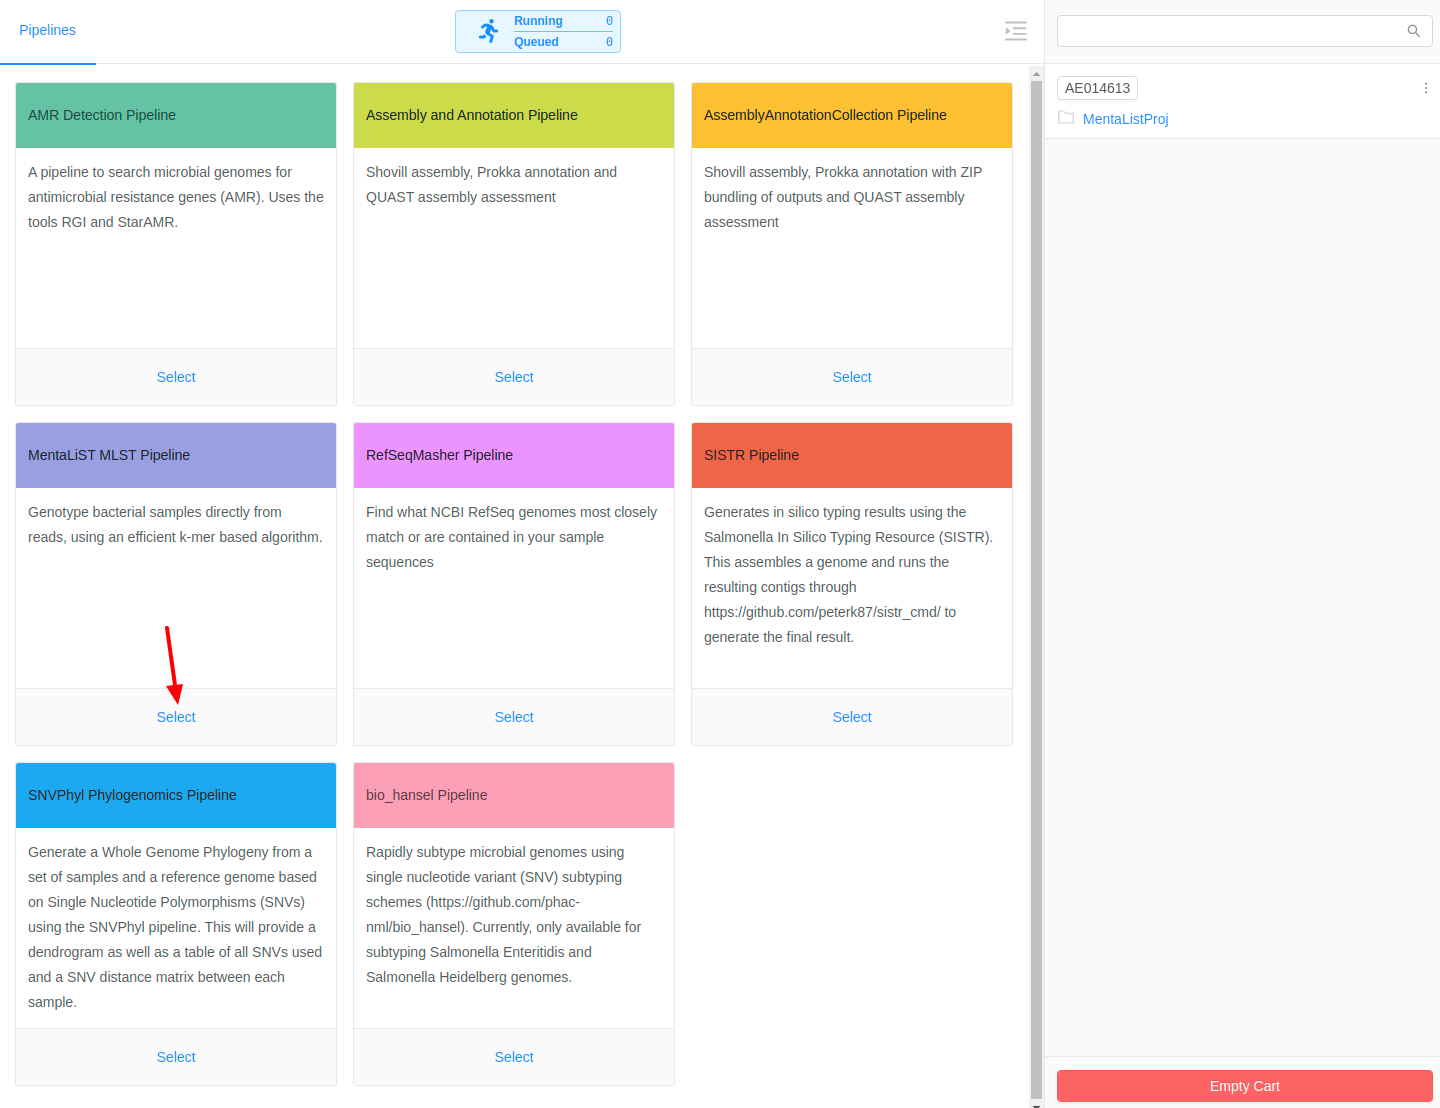 Pipelines
Running 0
Queued 0
AE014613
MentaListProj
AMR Detection Pipeline
A pipeline to search microbial genomes for
antimicrobial resistance genes (AMR). Uses the
tools RGI and StarAMR.
Select
Assembly and Annotation Pipeline
Shovill assembly, Prokka annotation and
QUAST assembly assessment
Select
AssemblyAnnotationCollection Pipeline
Shovill assembly, Prokka annotation with ZIP
bundling of outputs and QUAST assembly
assessment
Select
MentaLiST MLST Pipeline
Genotype bacterial samples directly from
reads, using an efficient k-mer based algorithm.
Select
RefSeqMasher Pipeline
Find what NCBI RefSeq genomes most closely
match or are contained in your sample
sequences
Select
SISTR Pipeline
Generates in silico typing results using the
Salmonella In Silico Typing Resource (SISTR).
This assembles a genome and runs the
resulting contigs through
https://github.com/peterk87/sistr_cmd/ to
generate the final result.
Select
SNVPhyl Phylogenomics Pipeline
Generate a Whole Genome Phylogeny from a
set of samples and a reference genome based
on Single Nucleotide Polymorphisms (SNVs)
using the SNVPhyl pipeline. This will provide a
dendrogram as well as a table of all SNVs used
and a SNV distance matrix between each
sample.
Select
bio_hansel Pipeline
Rapidly subtype microbial genomes using
single nucleotide variant (SNV) subtyping
schemes (https://github.com/phac-
nml/bio_hansel). Currently, only available for
subtyping Salmonella Enteritidis and
Salmonella Heidelberg genomes.
Select
Empty Cart